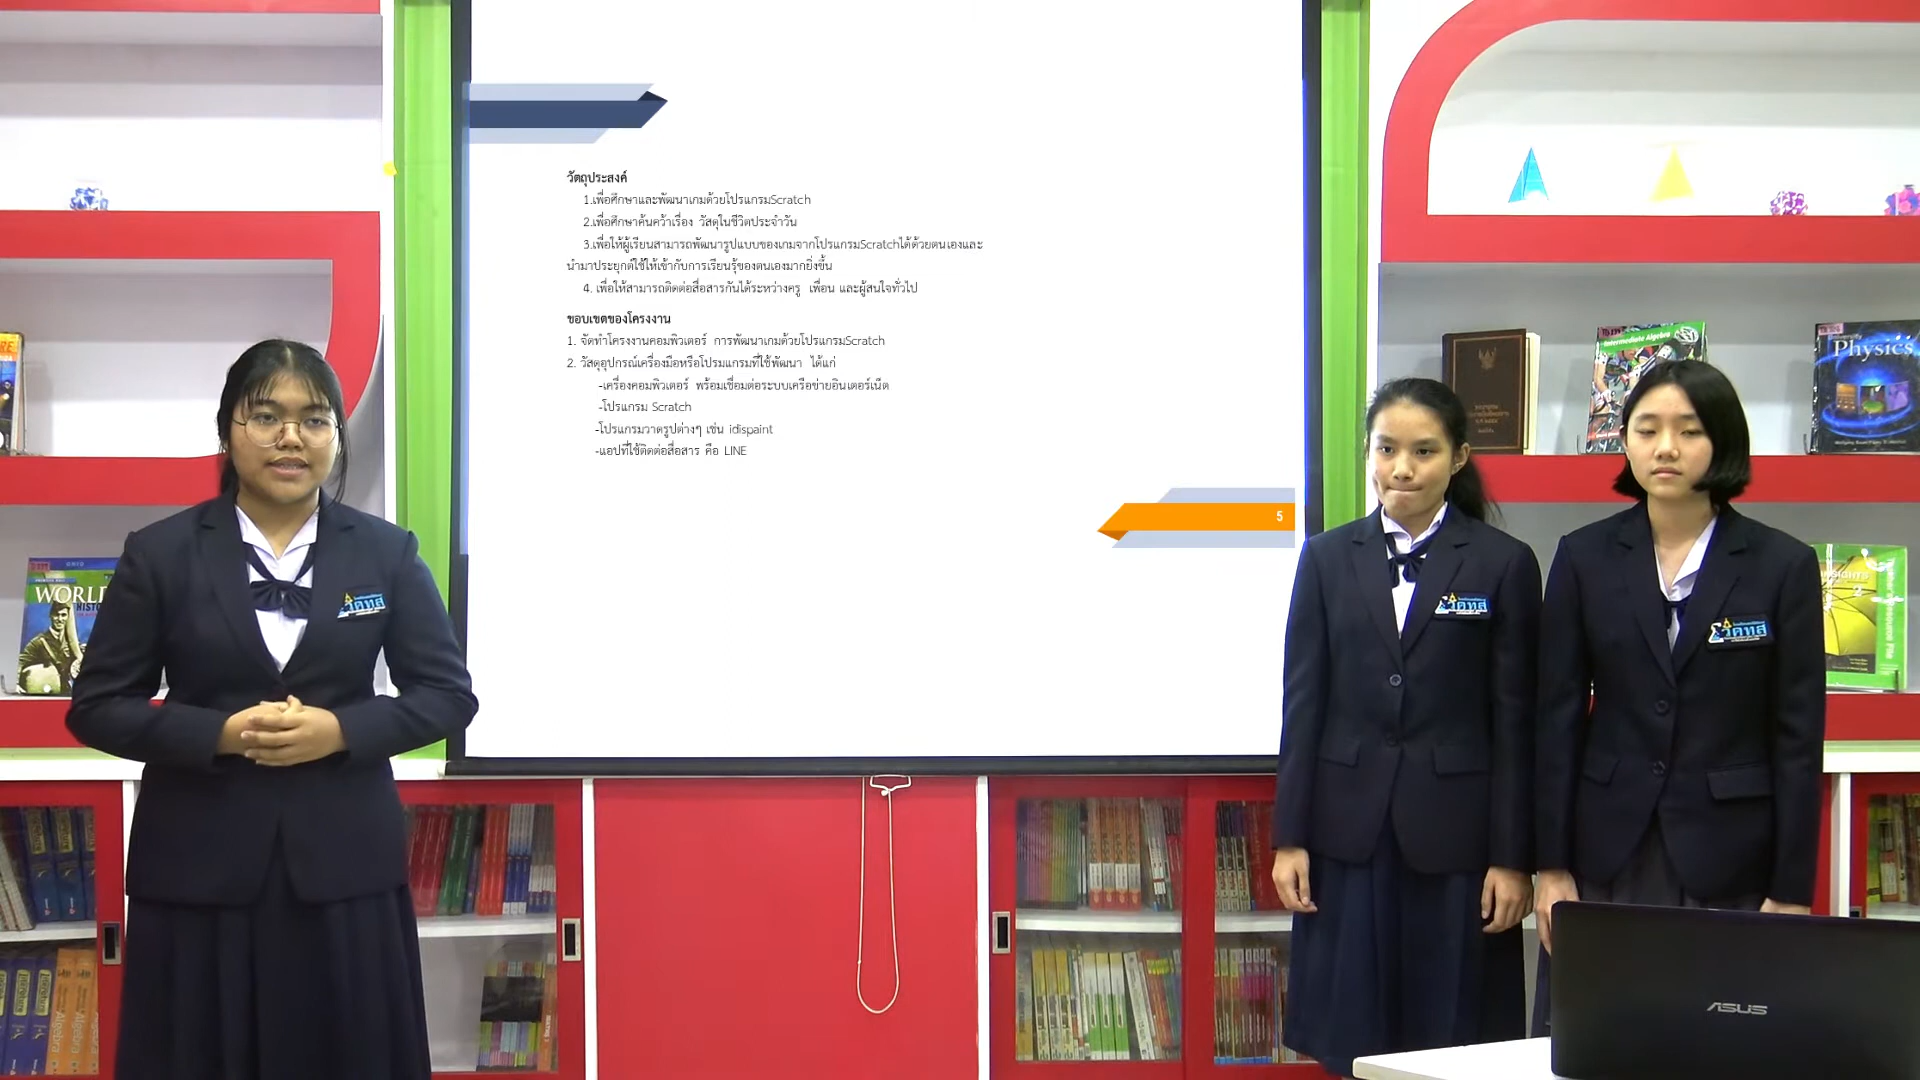 วัตถุประสงค์
1.เพื่อศึกษาและพัฒนาเกมด้วยโปรแกรมScratch
2.เพื่อศึกษาค้นคว้าเรื่อง วัสดุในชีวิตประจำวัน
3.เพื่อให้ผู้เรียนสามารถพัฒนารูปแบบของเกมจากโปรแกรมScratchได้ด้วยตนเองและ
นำมาประยุกต์ใช้ให้เข้ากับการเรียนรู้ของตนเองมากยิ่งขึ้น
4. เพื่อให้สามารถติดต่อสื่อสารกันได้ระหว่างครู เพื่อน และผู้สนใจทั่วไป
ขอบเขตของโครงงาน
1. จัดทำโครงงานคอมพิวเตอร์ การพัฒนาเกมด้วยโปรแกรมScratch
2. วัสดุอุปกรณ์เครื่องมือหรือโปรมแกรมที่ใช้พัฒนา ได้แก่
-เครื่องคอมพิวเตอร์ พร้อมเชื่อมต่อระบบเครือข่ายอินเตอร์เน็ต
-โปรแกรม Scratch
-โปรแกรมวาดรูปต่างๆ เช่น idispaint
-แอปที่ใช้ติดต่อสื่อสาร คือ LINE
5
Intermediate Algebra
Physics
WORLD
HIST
INSIGHTS
2
วคทส
วคทส
วคทส
Algebra
Algebra
ASUS